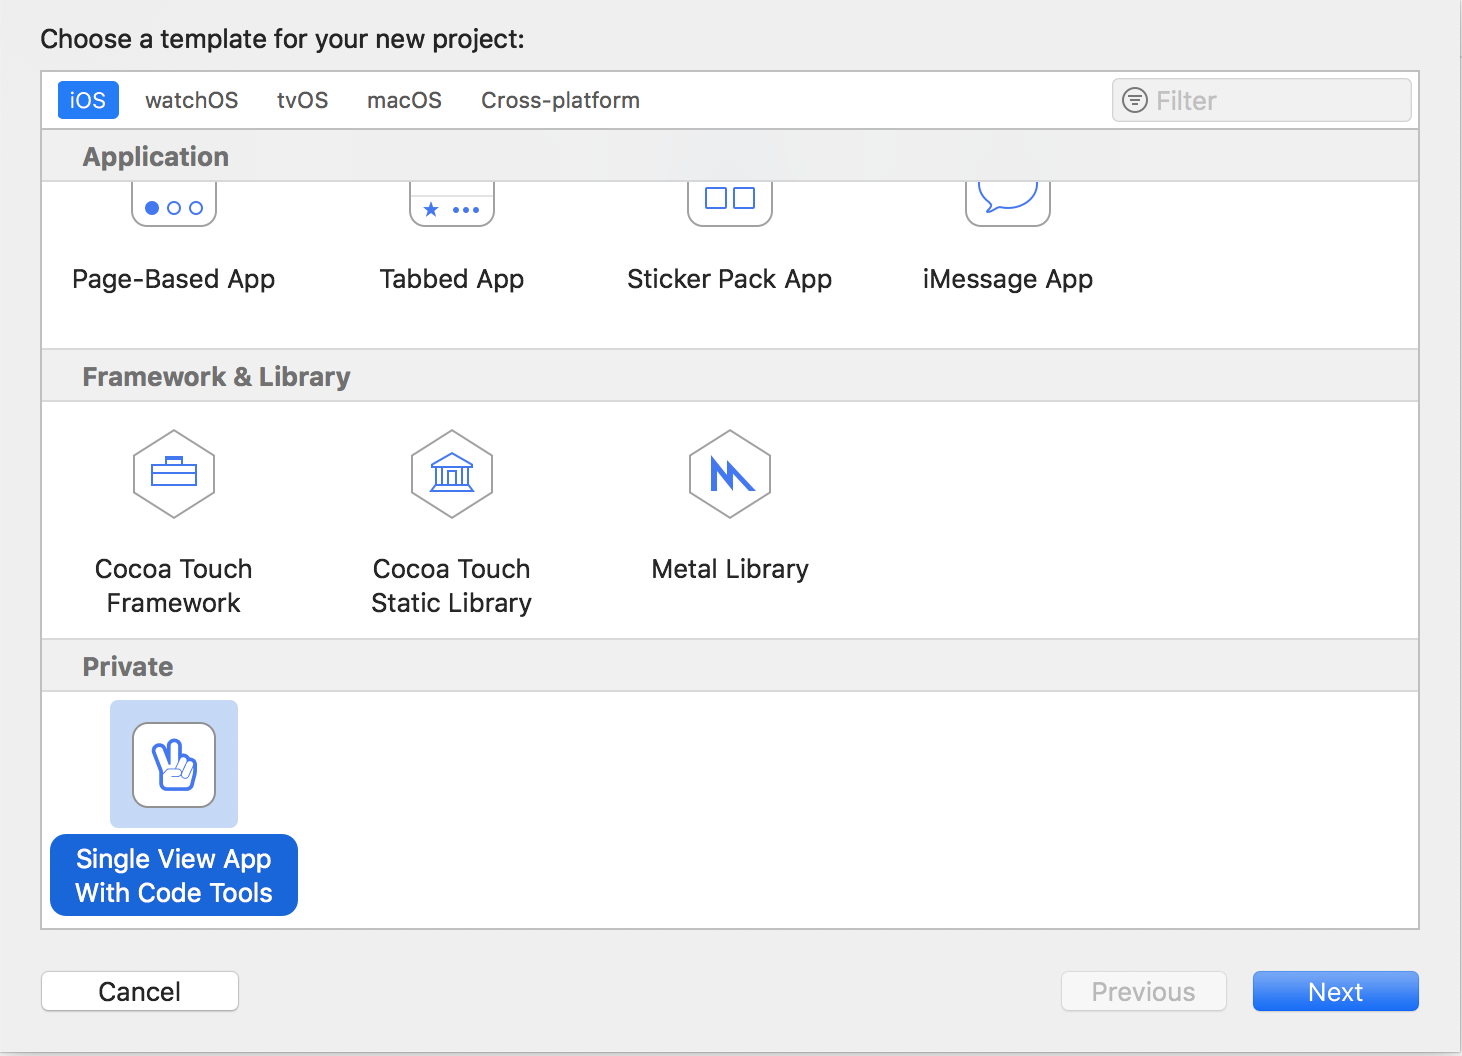 Choose a template for your new project:
iOS watchOS tvOS macOS Cross-platform Filter
Application
Page-Based App Tabbed App Sticker Pack App iMessage App
Framework & Library
Cocoa Touch Cocoa Touch Metal Library
Framework Static Library
Private
Single View App
With Code Tools
Cancel Previous Next